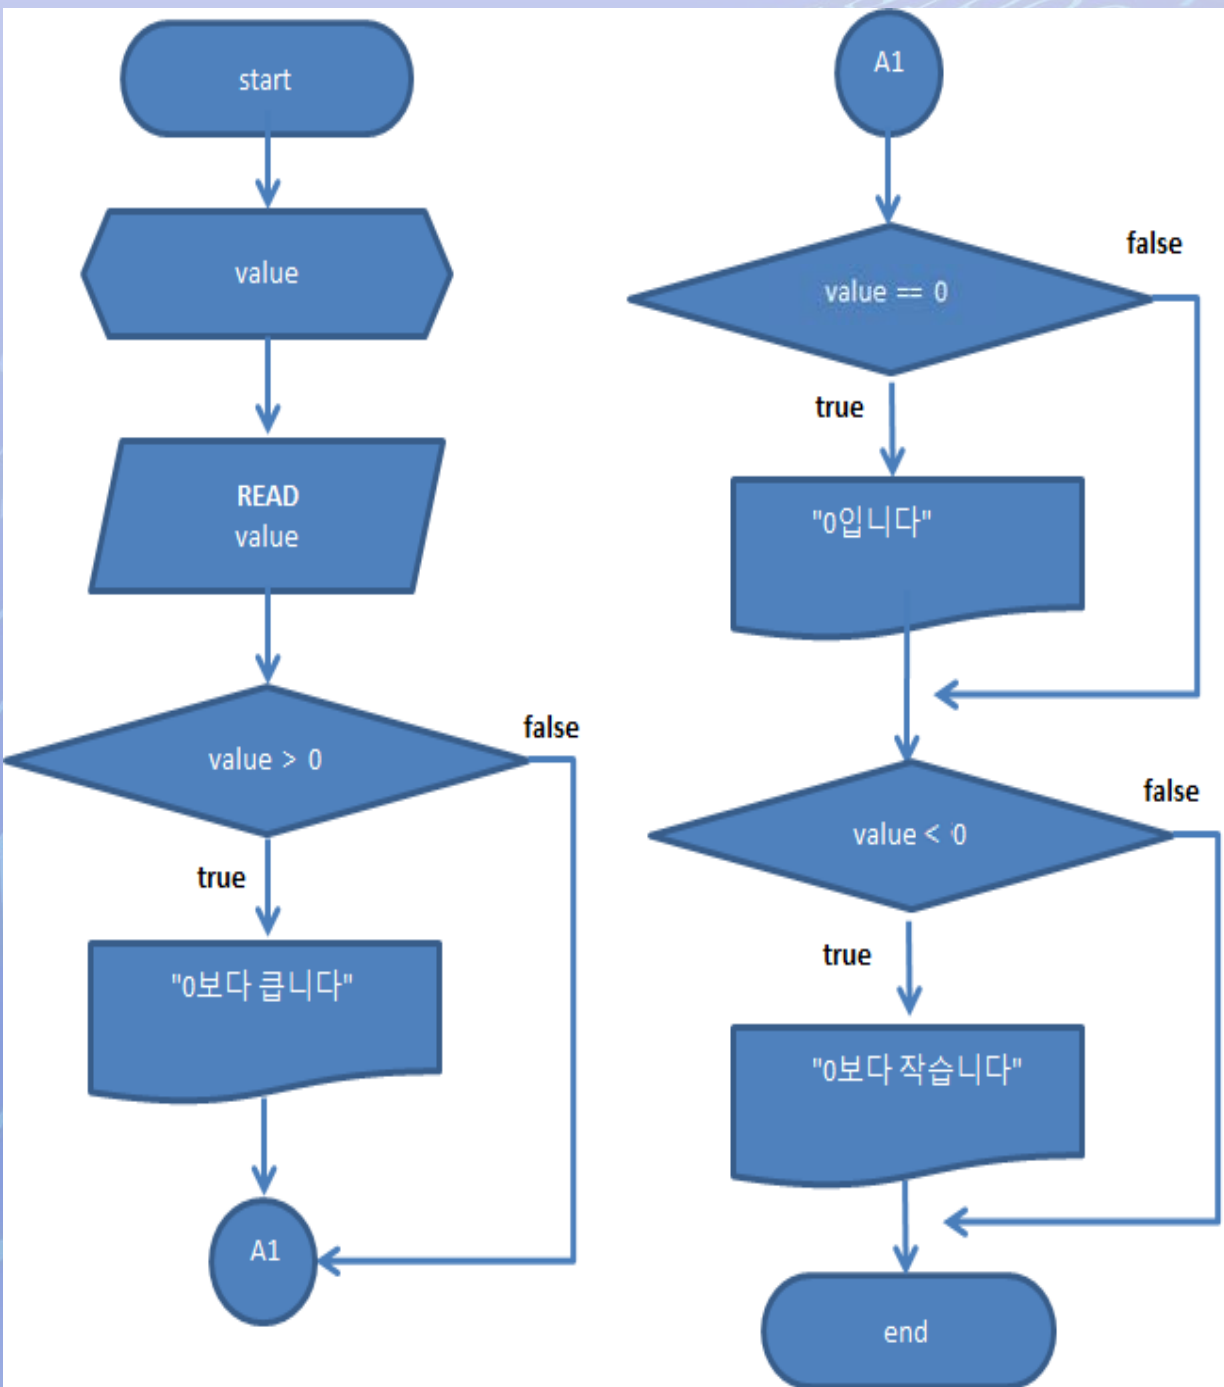 start
value
READ
value
value > 0
false
true
"0보다 큽니다"
A1
A1
value == 0
false
true
"0입니다"
value < 0
false
true
"0보다 작습니다"
end